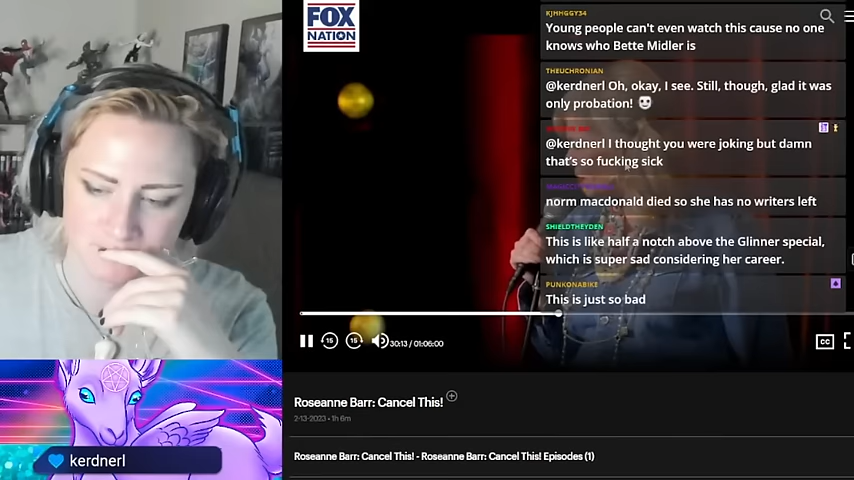 FOX
NATION
KJHHGGY34
Young people can't even watch this cause no one
knows who Bette Midler is
THEUCHRONIAN
@kerdnerl Oh, okay, I see. Still, though, glad it was
only probation!
@kerdnerl I thought you were joking but damn
that's so fucking sick
norm macdonald died so she has no writers left
SHIELDTHEYDEN
This is like half a notch above the Glinner special,
which is super sad considering her career.
PUNKONABIKE
This is just so bad
15
15
30:13 / 01:06:00
CC
Roseanne Barr: Cancel This!
2-13-2023 • 1h 6m
Roseanne Barr: Cancel This! - Roseanne Barr: Cancel This! Episodes (1)
kerdnerl